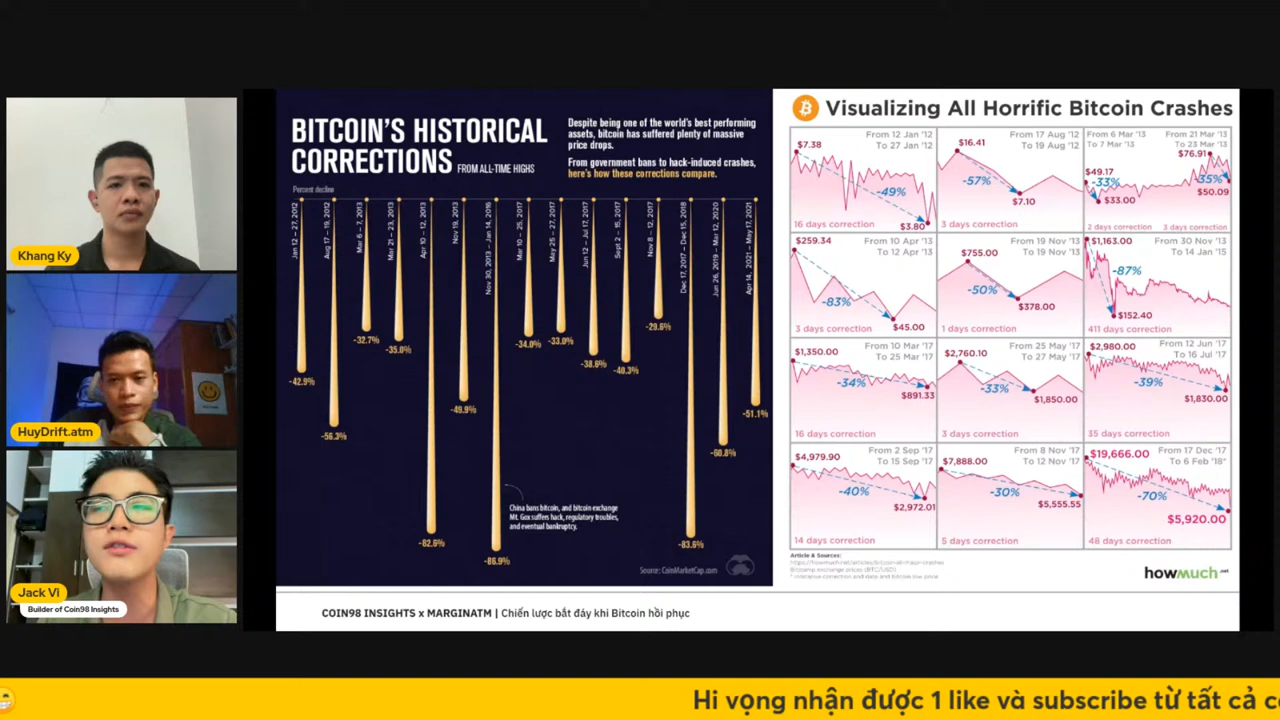 Khang Ky
HuyDrift.atm
Jack Vĩ
Builder of Coin98 Insights
BITCOIN'S HISTORICAL
CORRECTIONS FROM ALL-TIME HIGHS
Despite being one of the world's best performing
assets, bitcoin has suffered plenty of massive
price drops.
From government bans to hack-induced crashes,
here's how these corrections compare.
Percent decline
Jan 12 – 27, 2012
-42.9%
Aug 17 – 19, 2012
-56.3%
Mar 6 – 7, 2013
-32.7%
Mar 21 – 23, 2013
-35.0%
Apr 10 – 12, 2013
-82.6%
Nov 19, 2013
-49.9%
Nov 30, 2013 – Jan 14, 2016
-86.9%
Mar 10 – 25, 2017
-34.0%
May 25 – 27, 2017
-33.0%
Jun 12 – Jul 17, 2017
-38.6%
Sept 2 – 15, 2017
-40.3%
Nov 8 – 12, 2017
-29.6%
Dec 17, 2017 – Dec 15, 2018
-83.6%
Jun 26, 2019 – Mar 12, 2020
-60.8%
Apr 14, 2021 – May 17, 2021
-51.1%
China bans bitcoin, and bitcoin exchange
Mt. Gox suffers hack, regulatory troubles,
and eventual bankruptcy.
Source: CoinMarketCap.com
Visualizing All Horrific Bitcoin Crashes
From 12 Jan '12
To 27 Jan '12
$7.38
-49%
$3.80
16 days correction
From 17 Aug '12
To 19 Aug '12
$16.41
-57%
$7.10
3 days correction
From 6 Mar '13
To 7 Mar '13
$49.17
-33%
$33.00
2 days correction
From 21 Mar '13
To 23 Mar '13
$76.91
-35%
$50.09
3 days correction
From 10 Apr '13
To 12 Apr '13
$259.34
-83%
$45.00
3 days correction
From 19 Nov '13
To 19 Nov '13
$755.00
-50%
$378.00
1 days correction
From 30 Nov '13
To 14 Jan '15
$1,163.00
-87%
$152.40
411 days correction
From 10 Mar '17
To 25 Mar '17
$1,350.00
-34%
$891.33
16 days correction
From 25 May '17
To 27 May '17
$2,760.10
-33%
$1,850.00
3 days correction
From 12 Jun '17
To 16 Jul '17
$2,980.00
-39%
$1,830.00
35 days correction
From 2 Sep '17
To 15 Sep '17
$4,979.90
-40%
$2,972.01
14 days correction
From 8 Nov '17
To 12 Nov '17
$7,888.00
-30%
$5,555.55
5 days correction
From 17 Dec '17
To 6 Feb '18*
$19,666.00
-70%
$5,920.00
48 days correction
Article & Sources:
https://howmuch.net/articles/bitcoin-all-major-crashes
Bitstamp exchange prices (BTC/USD)
howmuch.net
COIN98 INSIGHTS x MARGINATM | Chiến lược bắt đáy khi Bitcoin hồi phục
Hi vọng nhận được 1 like và subscribe từ tất cả